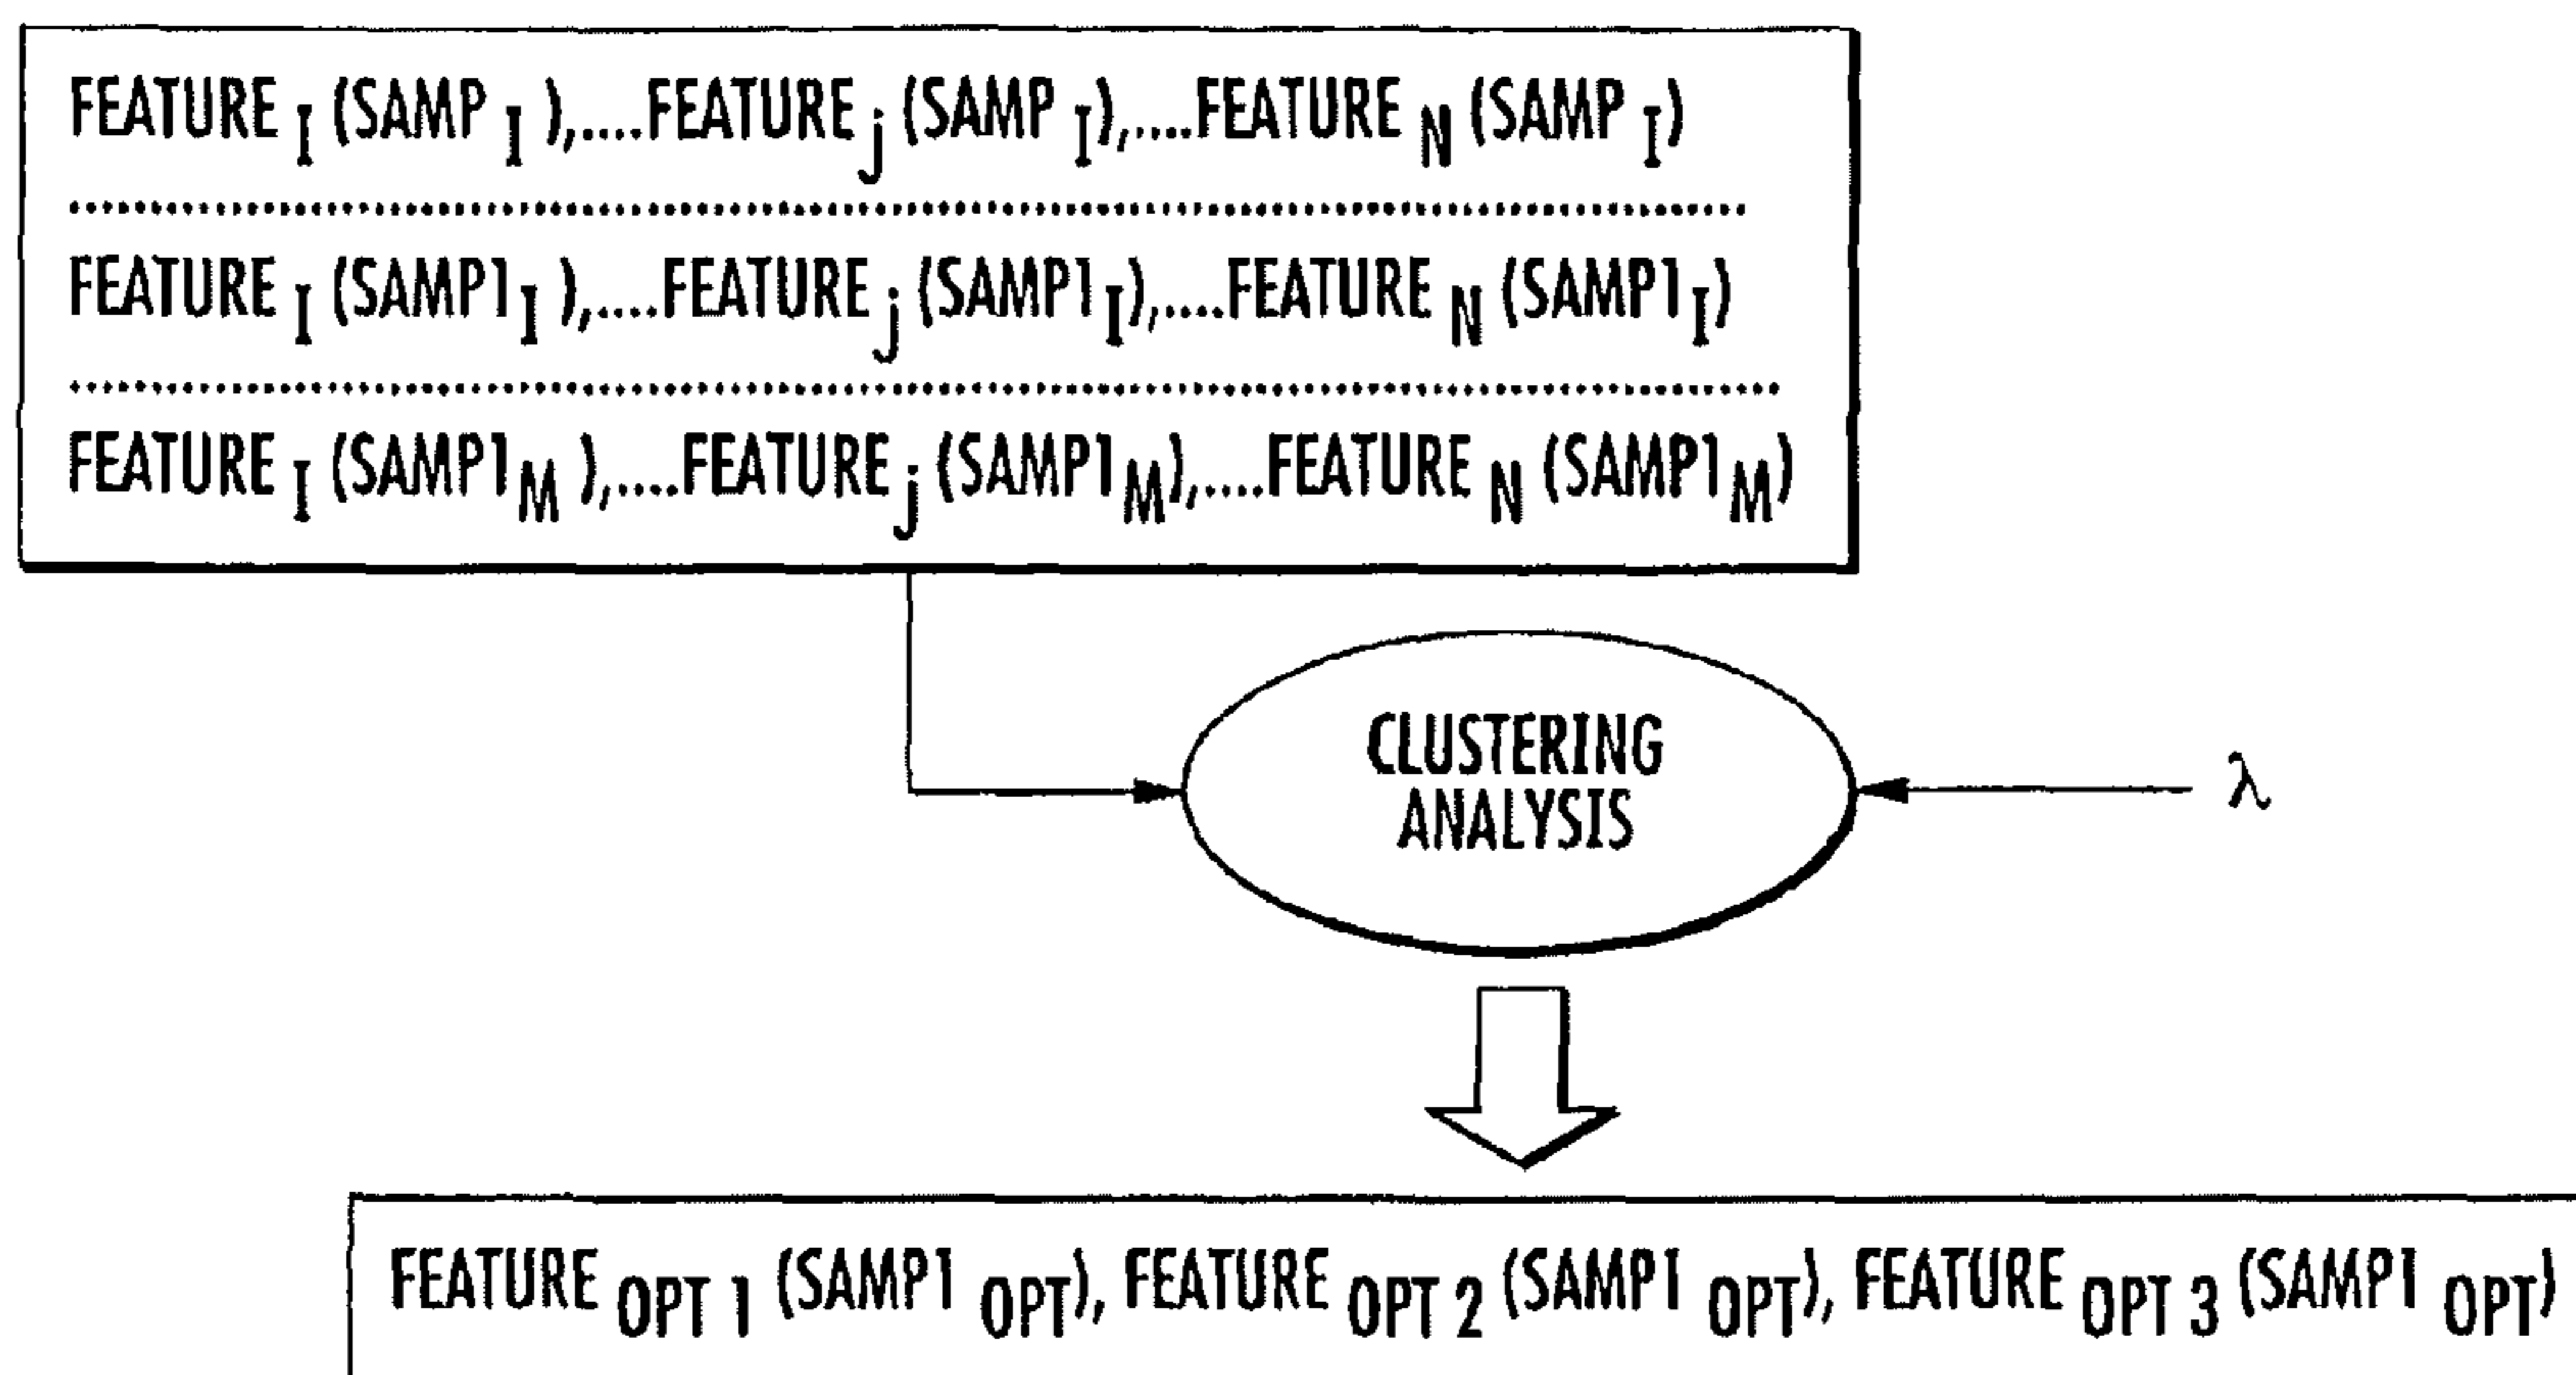 FEATURE I (SAMP I ),....FEATURE j (SAMP I),....FEATURE N (SAMP I)
FEATURE I (SAMP1 I ),....FEATURE j (SAMP1 I),....FEATURE N (SAMP1 I)
FEATURE I (SAMP1 M ),....FEATURE j (SAMP1 M),....FEATURE N (SAMP1 M)
CLUSTERING
ANALYSIS
λ
FEATURE OPT 1 (SAMP1 OPT), FEATURE OPT 2 (SAMP1 OPT), FEATURE OPT 3 (SAMP1 OPT)